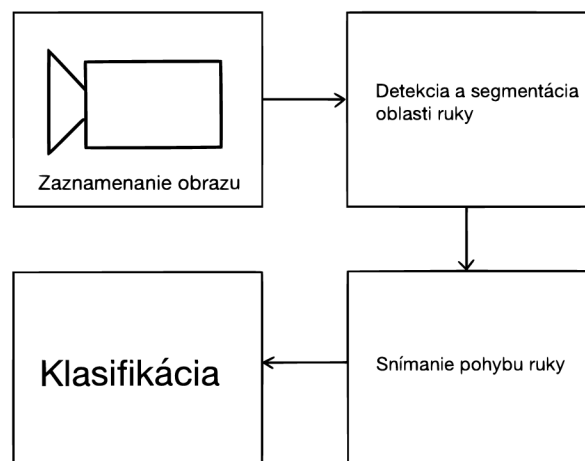 Zaznamenanie obrazu
Detekcia a segmentácia
oblasti ruky
Snímanie pohybu ruky
Klasifikácia